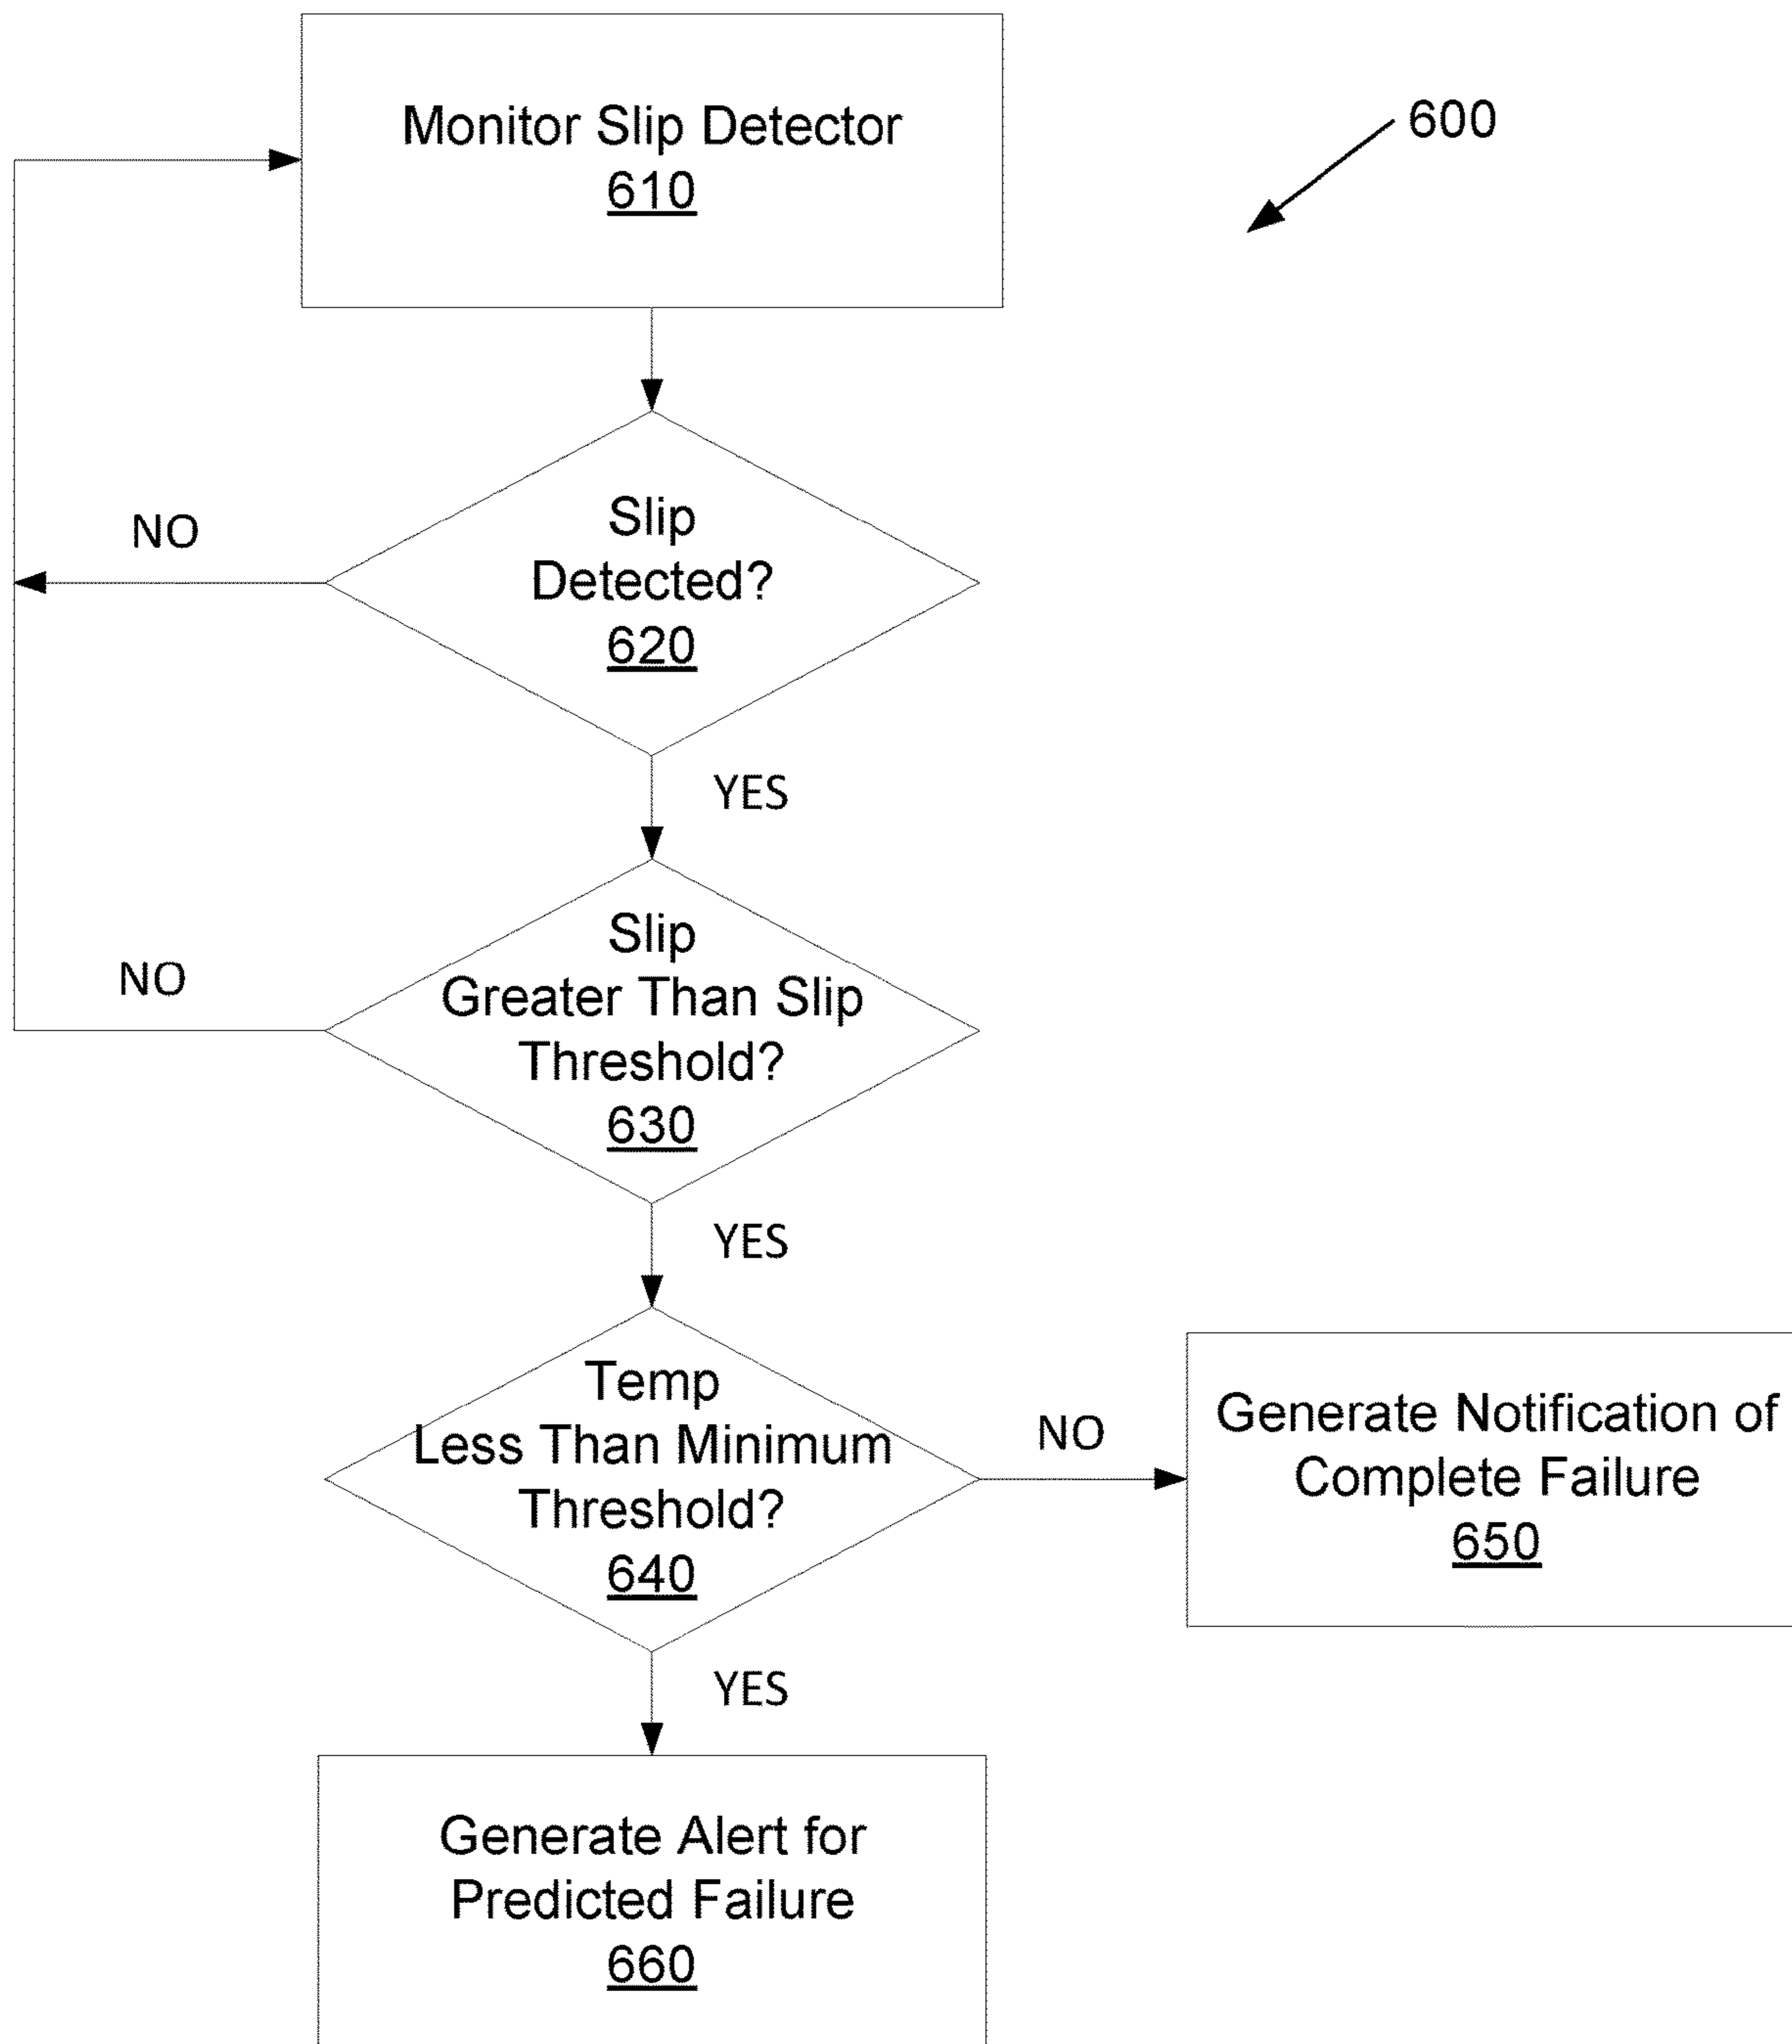 Monitor Slip Detector
610
600
Slip
Detected?
620
NO
YES
Slip
Greater Than Slip
Threshold?
630
NO
YES
Temp
Less Than Minimum
Threshold?
640
NO
Generate Notification of
Complete Failure
650
YES
Generate Alert for
Predicted Failure
660